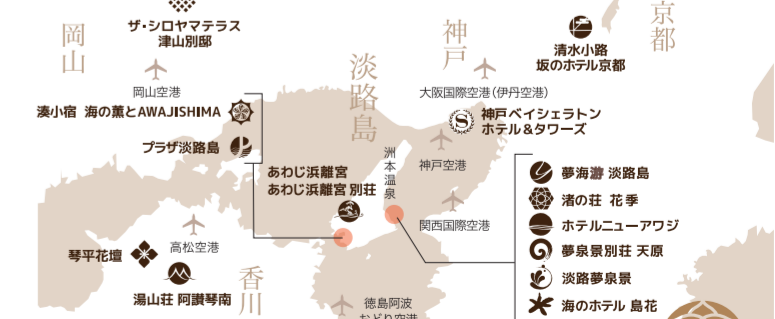 ザ・シロヤマテラス
津山別邸
岡山
岡山空港
神戸
京都
清水小路
坂のホテル京都
淡路島
大阪国際空港(伊丹空港)
湊小宿 海の薫とAWAJISHIMA
プラザ淡路島
S
神戸ベイシェラトン
ホテル&タワーズ
神戸空港
あわじ浜離宮
あわじ浜離宮 別荘
洲本温泉
関西国際空港
夢海游 淡路島
渚の荘 花季
ホテルニューアワジ
夢泉景別荘 天原
淡路夢泉景
海のホテル 島花
高松空港
琴平花壇
湯山荘 阿讃琴南
香川
徳島阿波
おどり空港